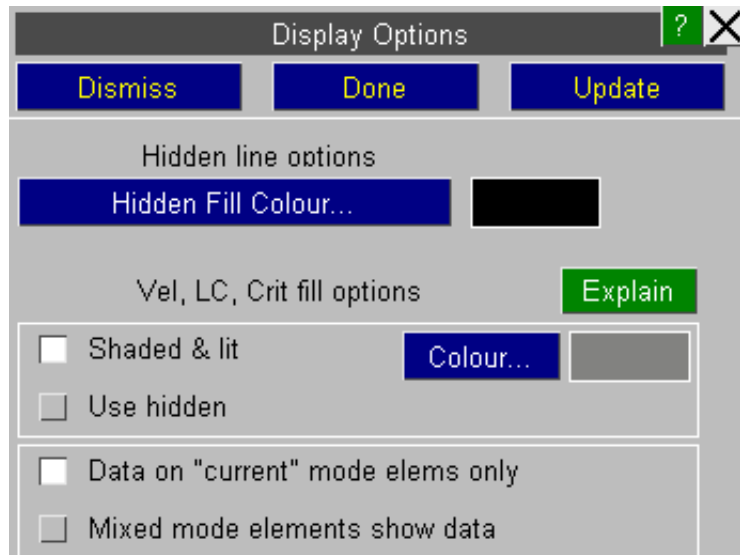 Display Options ?
Dismiss Done Update
Hidden line options
Hidden Fill Colour...
Vel, LC, Crit fill options Explain
Shaded & lit Colour...
Use hidden
Data on "current" mode elems only
Mixed mode elements show data